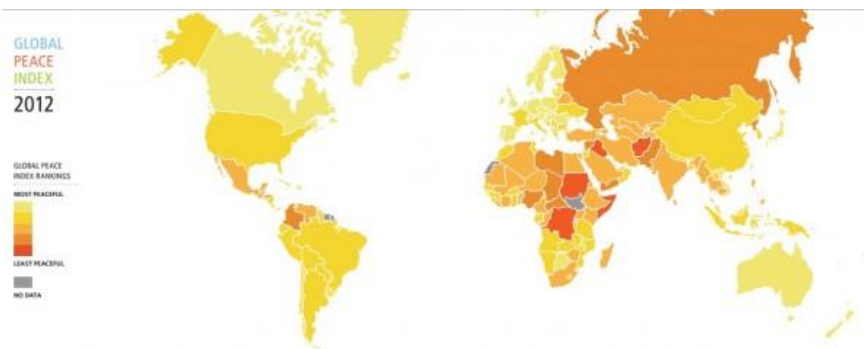 GLOBAL
PEACE
INDEX
2012
GLOBAL PEACE
INDEX RANKINGS
MOST PEACEFUL
LEAST PEACEFUL
NO DATA